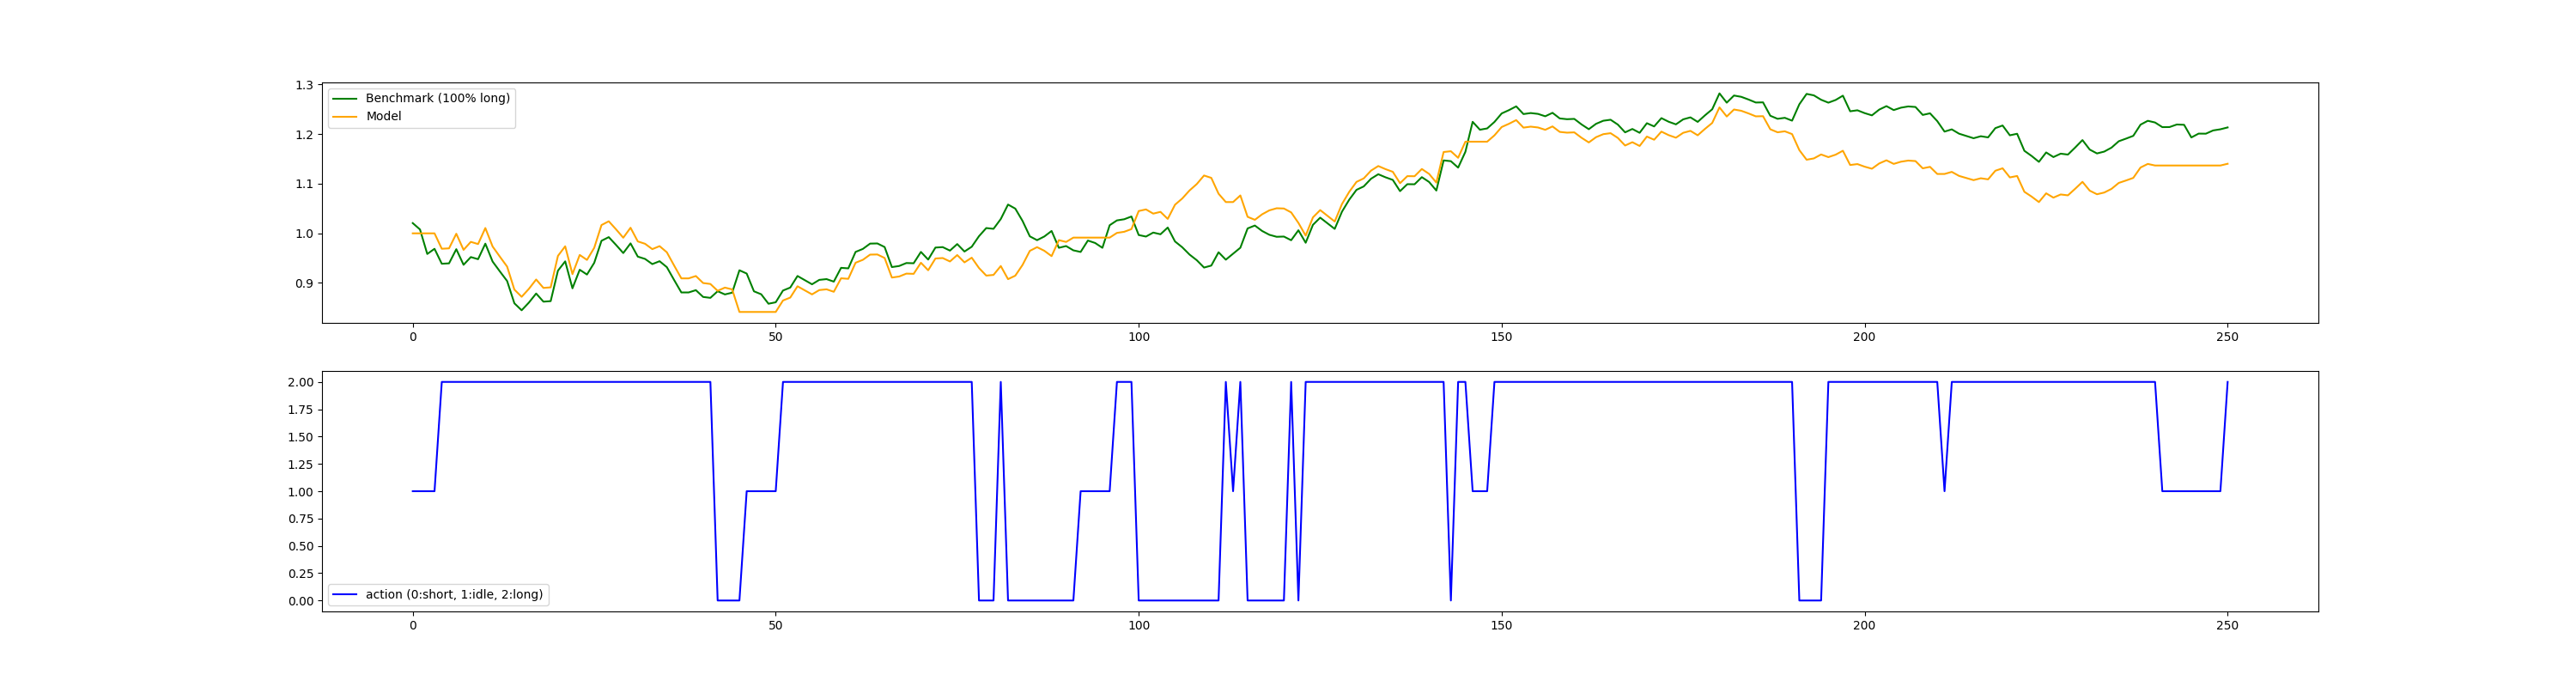 1.3
1.2
1.1
1.0
0.9
Benchmark (100% long)
Model
0 50 100 150 200 250
2.00
1.75
1.50
1.25
1.00
0.75
0.50
0.25
0.00
action (0:short, 1:idle, 2:long)
0 50 100 150 200 250